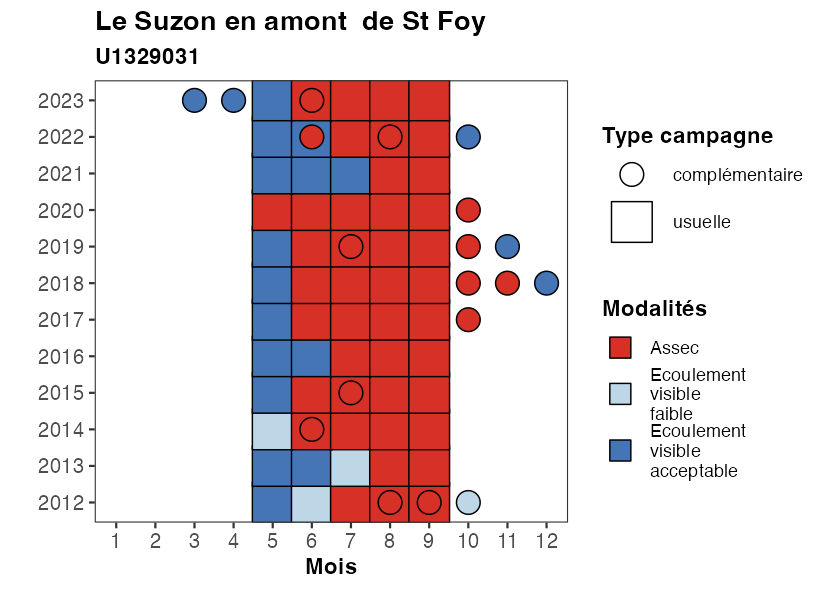 Le Suzon en amont  de St Foy
U1329031
2023
2022
2021
2020
2019
2018
2017
2016
2015
2014
2013
2012
1 2 3 4 5 6 7 8 9 10 11 12
Mois
Type campagne
complémentaire
usuelle
Modalités
Assec
Ecoulement
visible
faible
Ecoulement
visible
acceptable